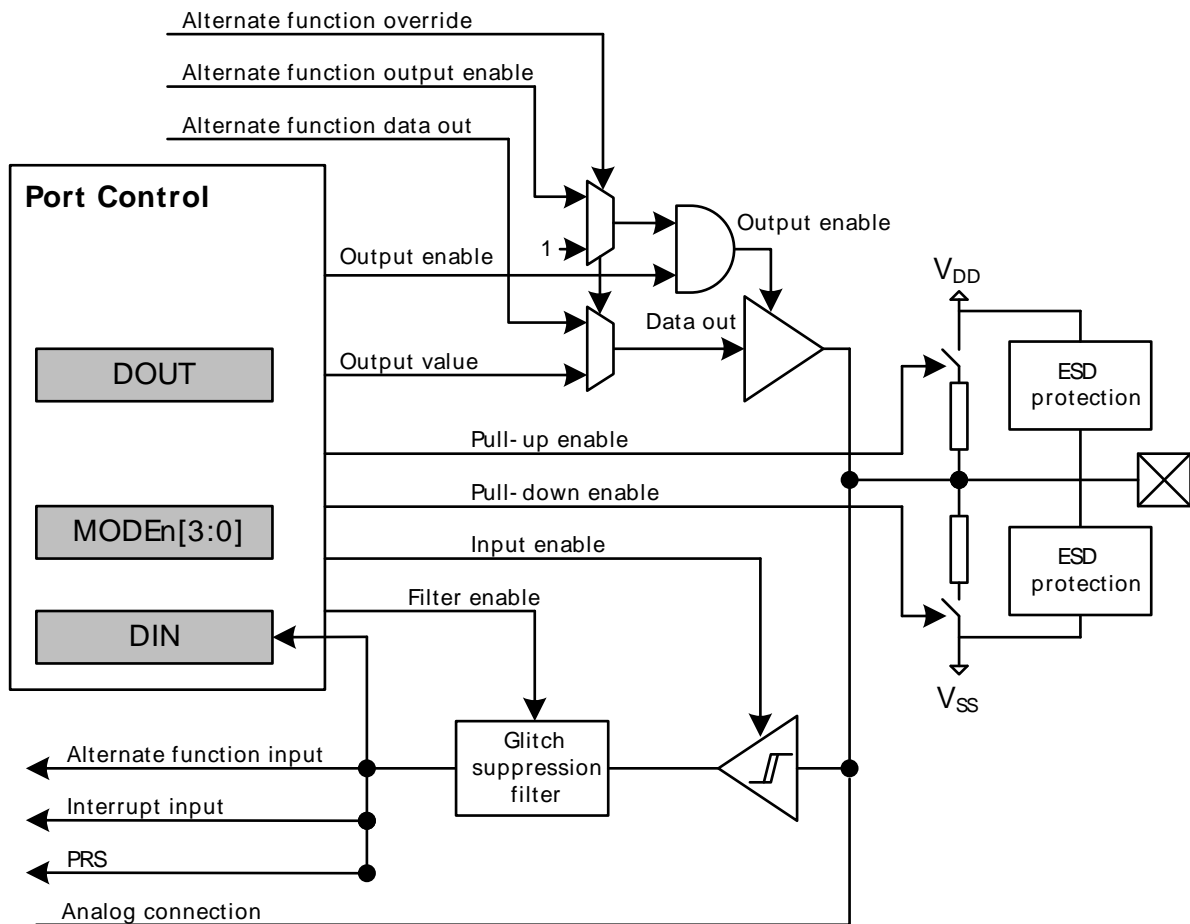 Alternate function override
Alternate function output enable
Alternate function data out
Port Control
Output enable
1
Output enable
VDD
Data out
DOUT
Output value
ESD
protection
Pull-up enable
Pull-down enable
MODEn[3:0]
Input enable
ESD
protection
Filter enable
DIN
VSS
Glitch
suppression
filter
Alternate function input
Interrupt input
PRS
Analog connection